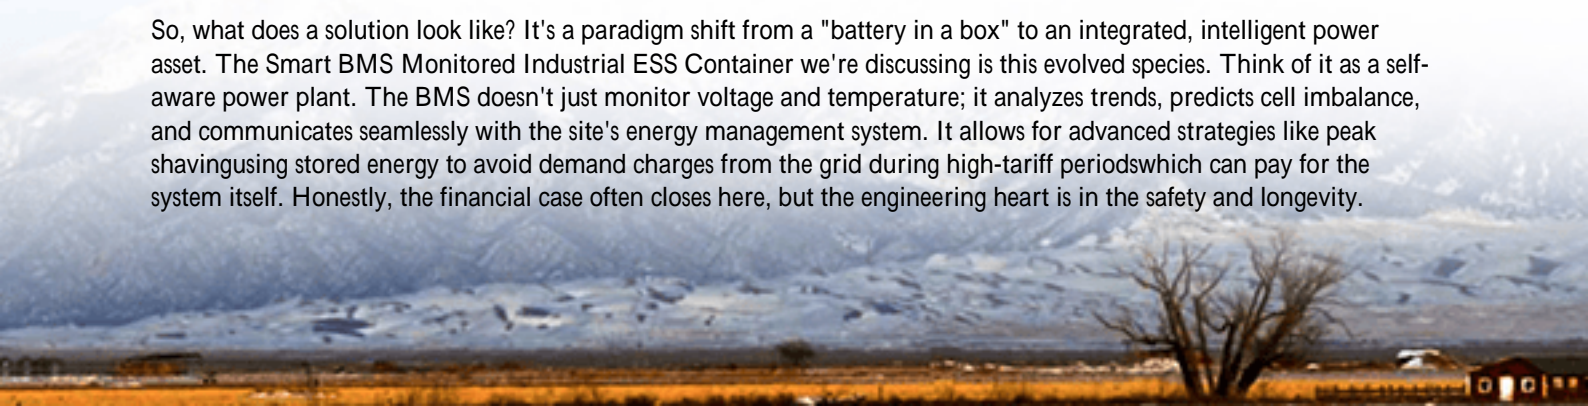 So, what does a solution look like? It's a paradigm shift from a "battery in a box" to an integrated, intelligent power
asset. The Smart BMS Monitored Industrial ESS Container we're discussing is this evolved species. Think of it as a self-
aware power plant. The BMS doesn't just monitor voltage and temperature; it analyzes trends, predicts cell imbalance,
and communicates seamlessly with the site's energy management system. It allows for advanced strategies like peak
shavingusing stored energy to avoid demand charges from the grid during high-tariff periodswhich can pay for the
system itself. Honestly, the financial case often closes here, but the engineering heart is in the safety and longevity.